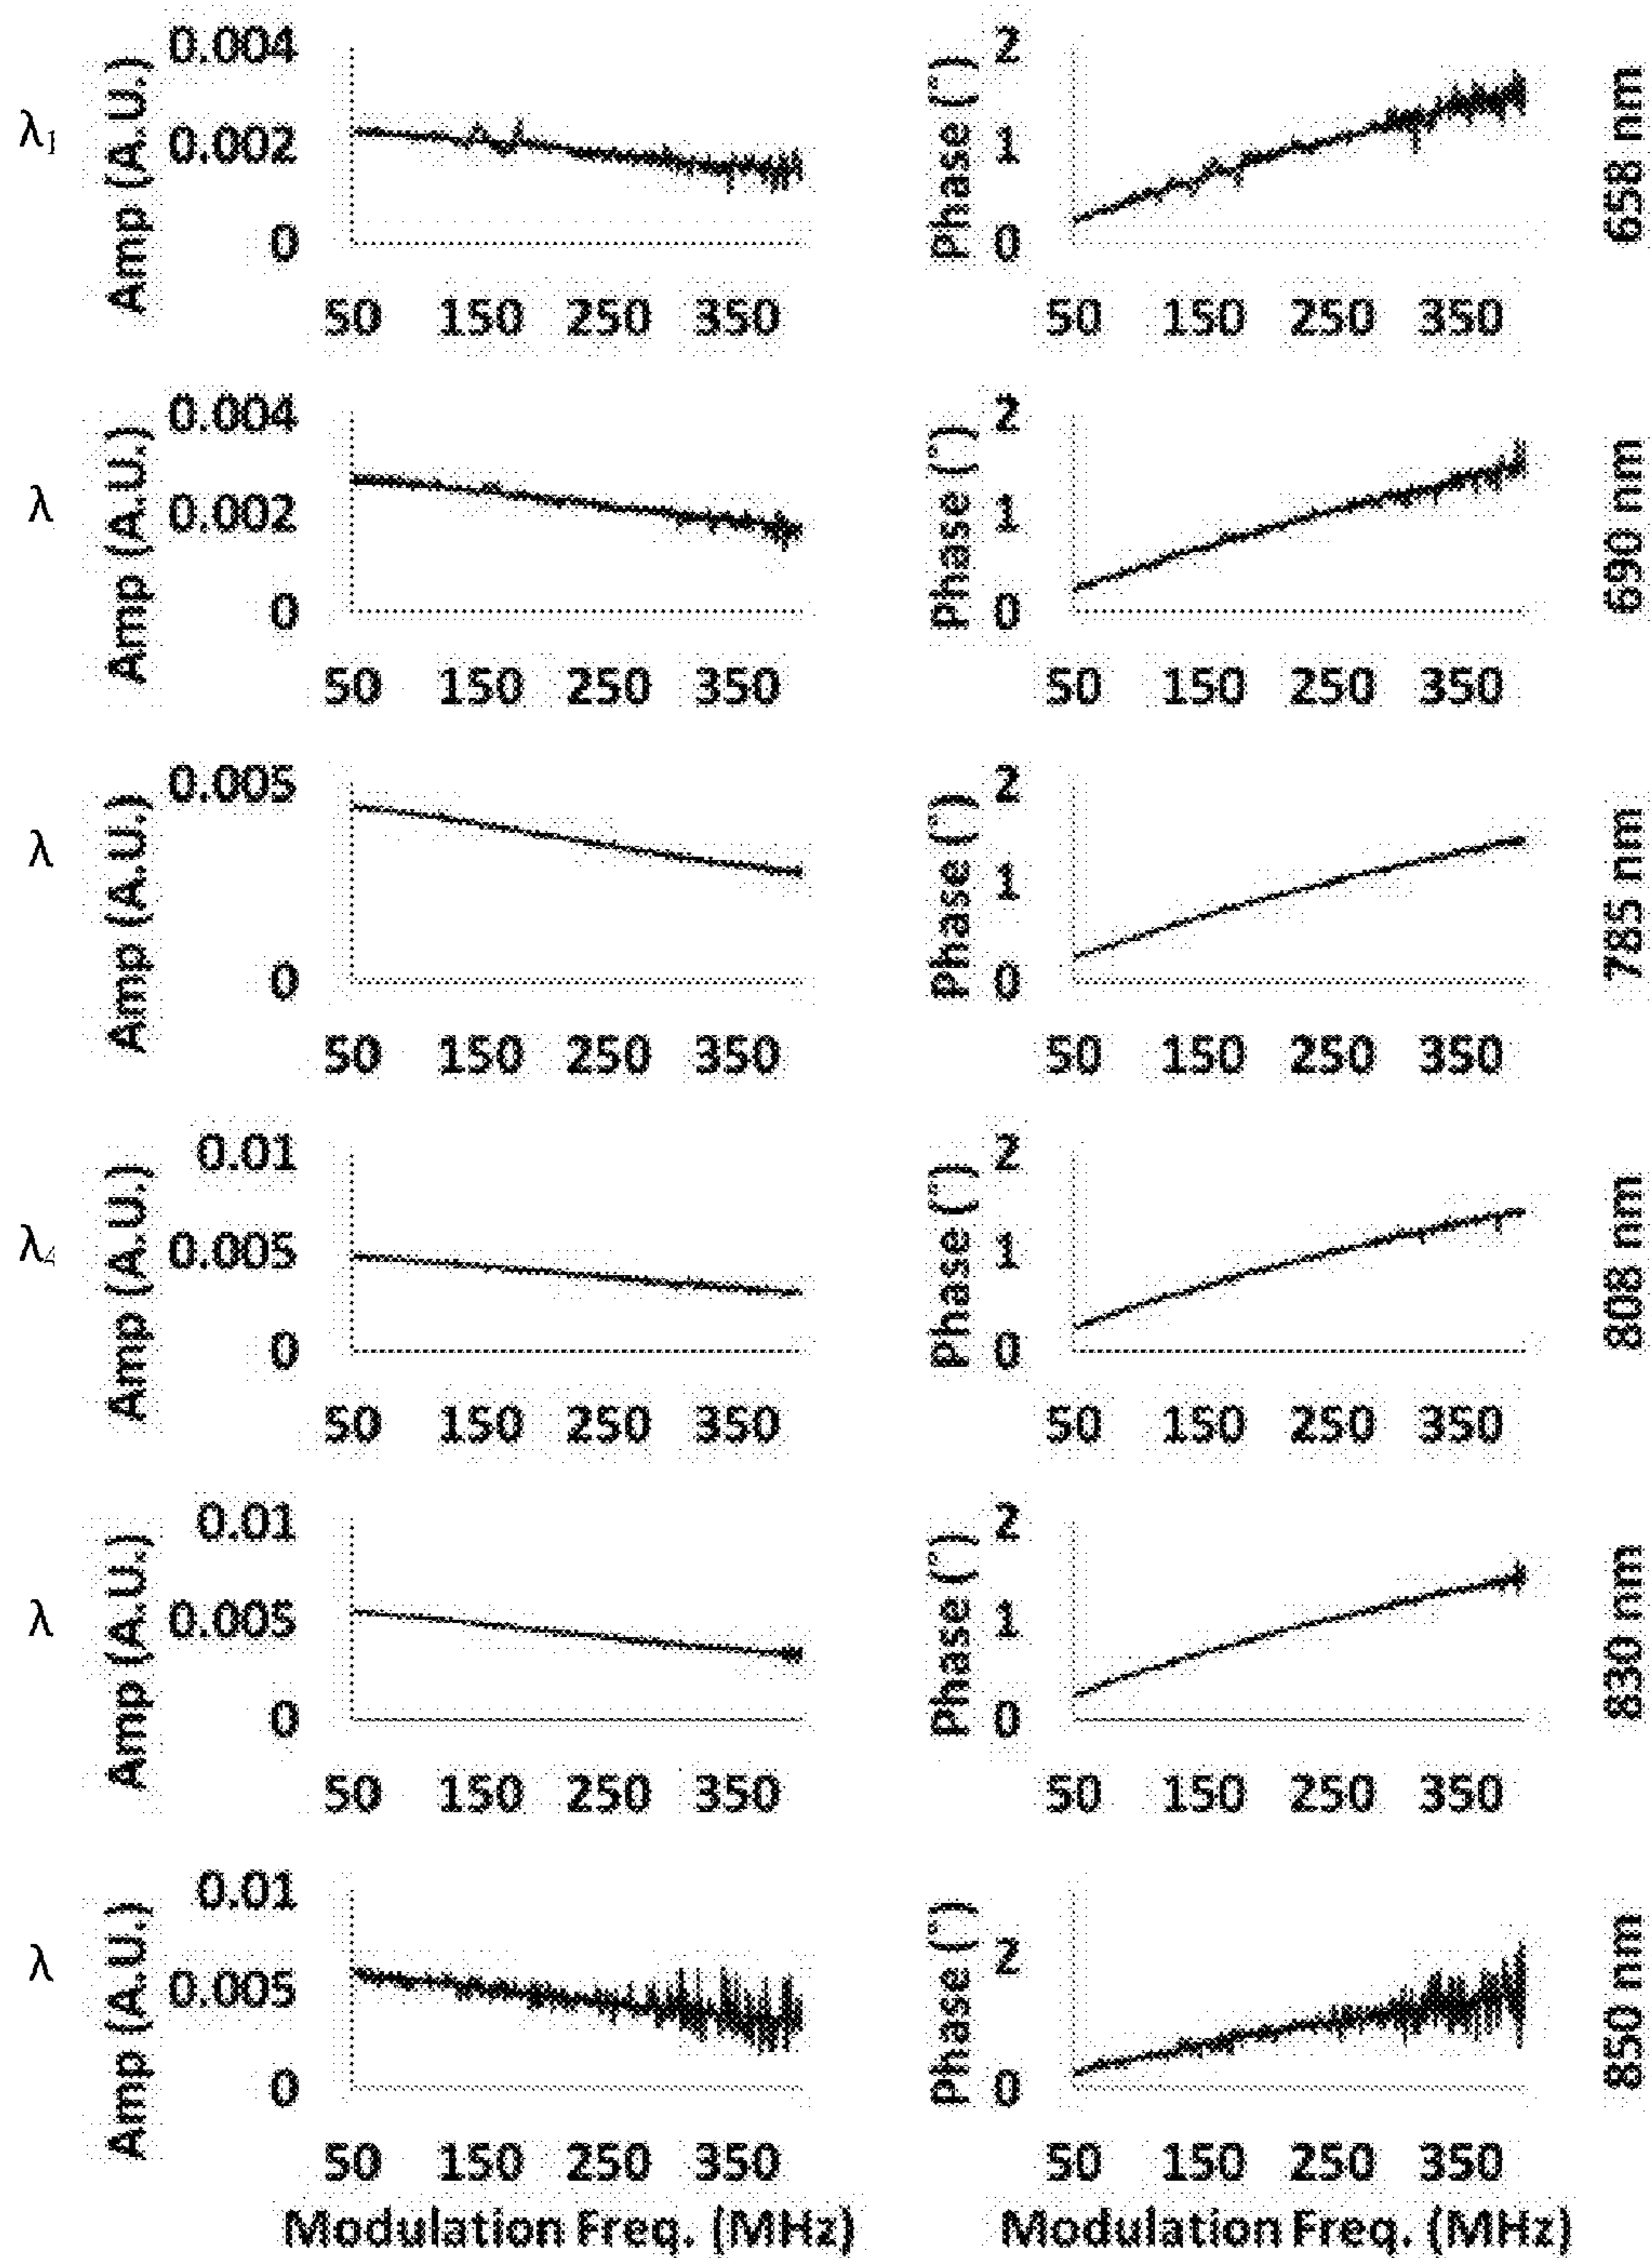 0.004 2
λ1 Amp (A.U.) 0.002 Phase (°) 1 658 nm
0 0
50 150 250 350 50 150 250 350
0.004 2
λ Amp (A.U.) 0.002 Phase (°) 1 690 nm
0 0
50 150 250 350 50 150 250 350
0.005 2
λ Amp (A.U.) Phase (°) 1 785 nm
0 0
50 150 250 350 50 150 250 350
0.01 2
λ4 Amp (A.U.) 0.005 Phase (°) 1 808 nm
0 0
50 150 250 350 50 150 250 350
0.01 2
λ Amp (A.U.) 0.005 Phase (°) 1 830 nm
0 0
50 150 250 350 50 150 250 350
0.01
λ Amp (A.U.) 0.005 Phase (°) 2 850 nm
0 0
50 150 250 350 50 150 250 350
Modulation Freq. (MHz) Modulation Freq. (MHz)